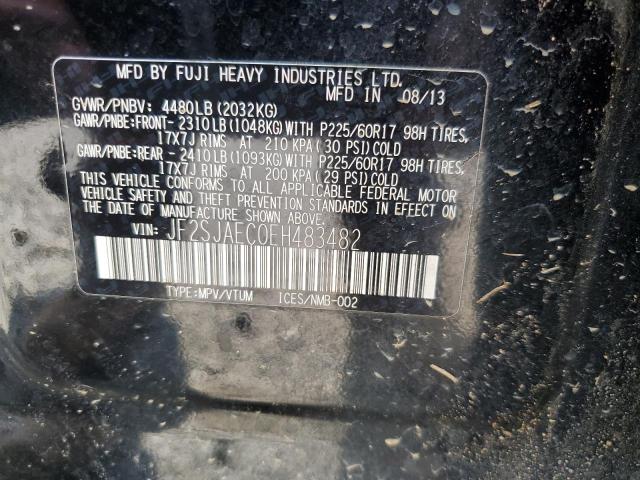 MFD BY FUJI HEAVY INDUSTRIES LTD.
MFD IN 08/13
GVWR/PNBV: 4480LB(2032KG)
GAWR/PNBE:FRONT-2310LB(1048KG)WITH P225/60R17 98H TIRES,
17X7J RIMS AT 210 KPA(30 PSI)COLD
GAWR/PNBE:REAR - 2410LB(1093KG)WITH P225/60R17 98H TIRES,
17X7J RIMS AT 200 KPA(29 PSI)COLD
THIS VEHICLE CONFORMS TO ALL APPLICABLE FEDERAL MOTOR
VEHICLE SAFETY AND THEFT PREVENTION STANDARDS IN EFFECT ON
THE DATE OF MANUFACTURE SHOWN ABOVE.
VIN: JF2SJAEC0EH483482
TYPE:MPV/VTUM ICES/NMB-002